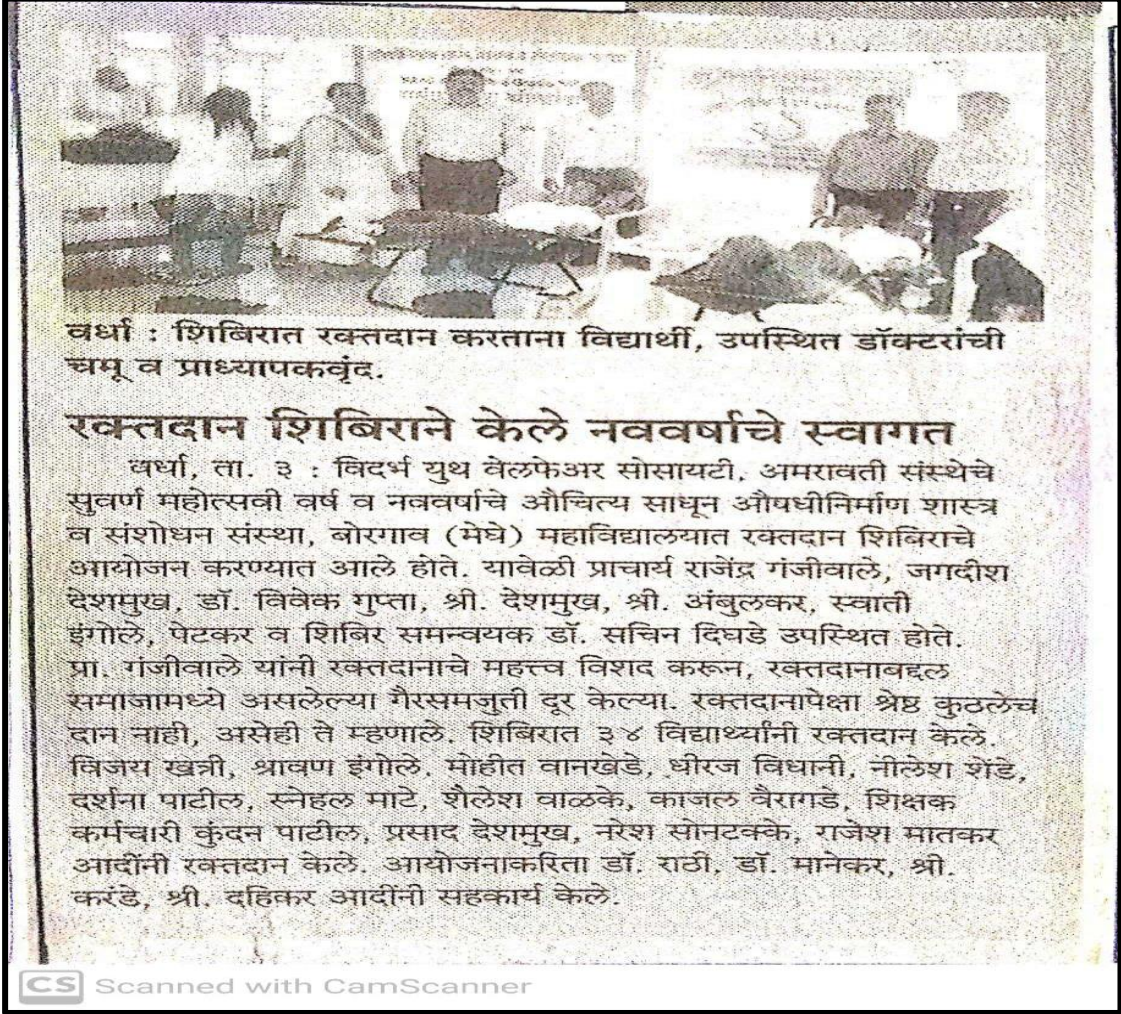 वर्धा : शिबिरात रक्तदान करताना विद्यार्थी, उपस्थित डॉक्टरांची
चमू व प्राध्यापकवृंद.
रक्तदान शिबिराने केले नववर्षाचे स्वागत
वर्धा, ता. ३ : विदर्भ युथ वेलफेअर सोसायटी, अमरावती संस्थेचे
सुवर्ण महोत्सवी वर्ष व नववर्षाचे औचित्य साधून औषधीनिर्माण शास्त्र
व संशोधन संस्था, बोरगाव (मेघे) महाविद्यालयात रक्तदान शिबिराचे
आयोजन करण्यात आले होते. यावेळी प्राचार्य राजेंद्र गंजीवाले, जगदीश
देशमुख, डॉ. विवेक गुप्ता, श्री. देशमुख, श्री. अंबुलकर, स्वाती
इंगोले, पेटकर व शिबिर समन्वयक डॉ. सचिन दिघडे उपस्थित होते.
प्रा. गंजीवाले यांनी रक्तदानाचे महत्त्व विशद करून, रक्तदानाबद्दल
समाजामध्ये असलेल्या गैरसमजुती दूर केल्या. रक्तदानापेक्षा श्रेष्ठ कुठलेच
दान नाही, असेही ते म्हणाले. शिबिरात ३४ विद्यार्थ्यांनी रक्तदान केले.
विजय खत्री, श्रावण इंगोले, मोहीत वानखेडे, धीरज विधानी, नीलेश शेंडे,
दर्शना पाटील, स्नेहल माटे, शैलेश वाळके, काजल वैरागडे, शिक्षक
कर्मचारी कुंदन पाटील, प्रसाद देशमुख, नरेश सोनटक्के, राजेश मातकर
आदींनी रक्तदान केले. आयोजनाकरिता डॉ. राठी, डॉ. मानेकर, श्री.
करंडे, श्री. दहिकर आदींनी सहकार्य केले.
CS Scanned with CamScanner